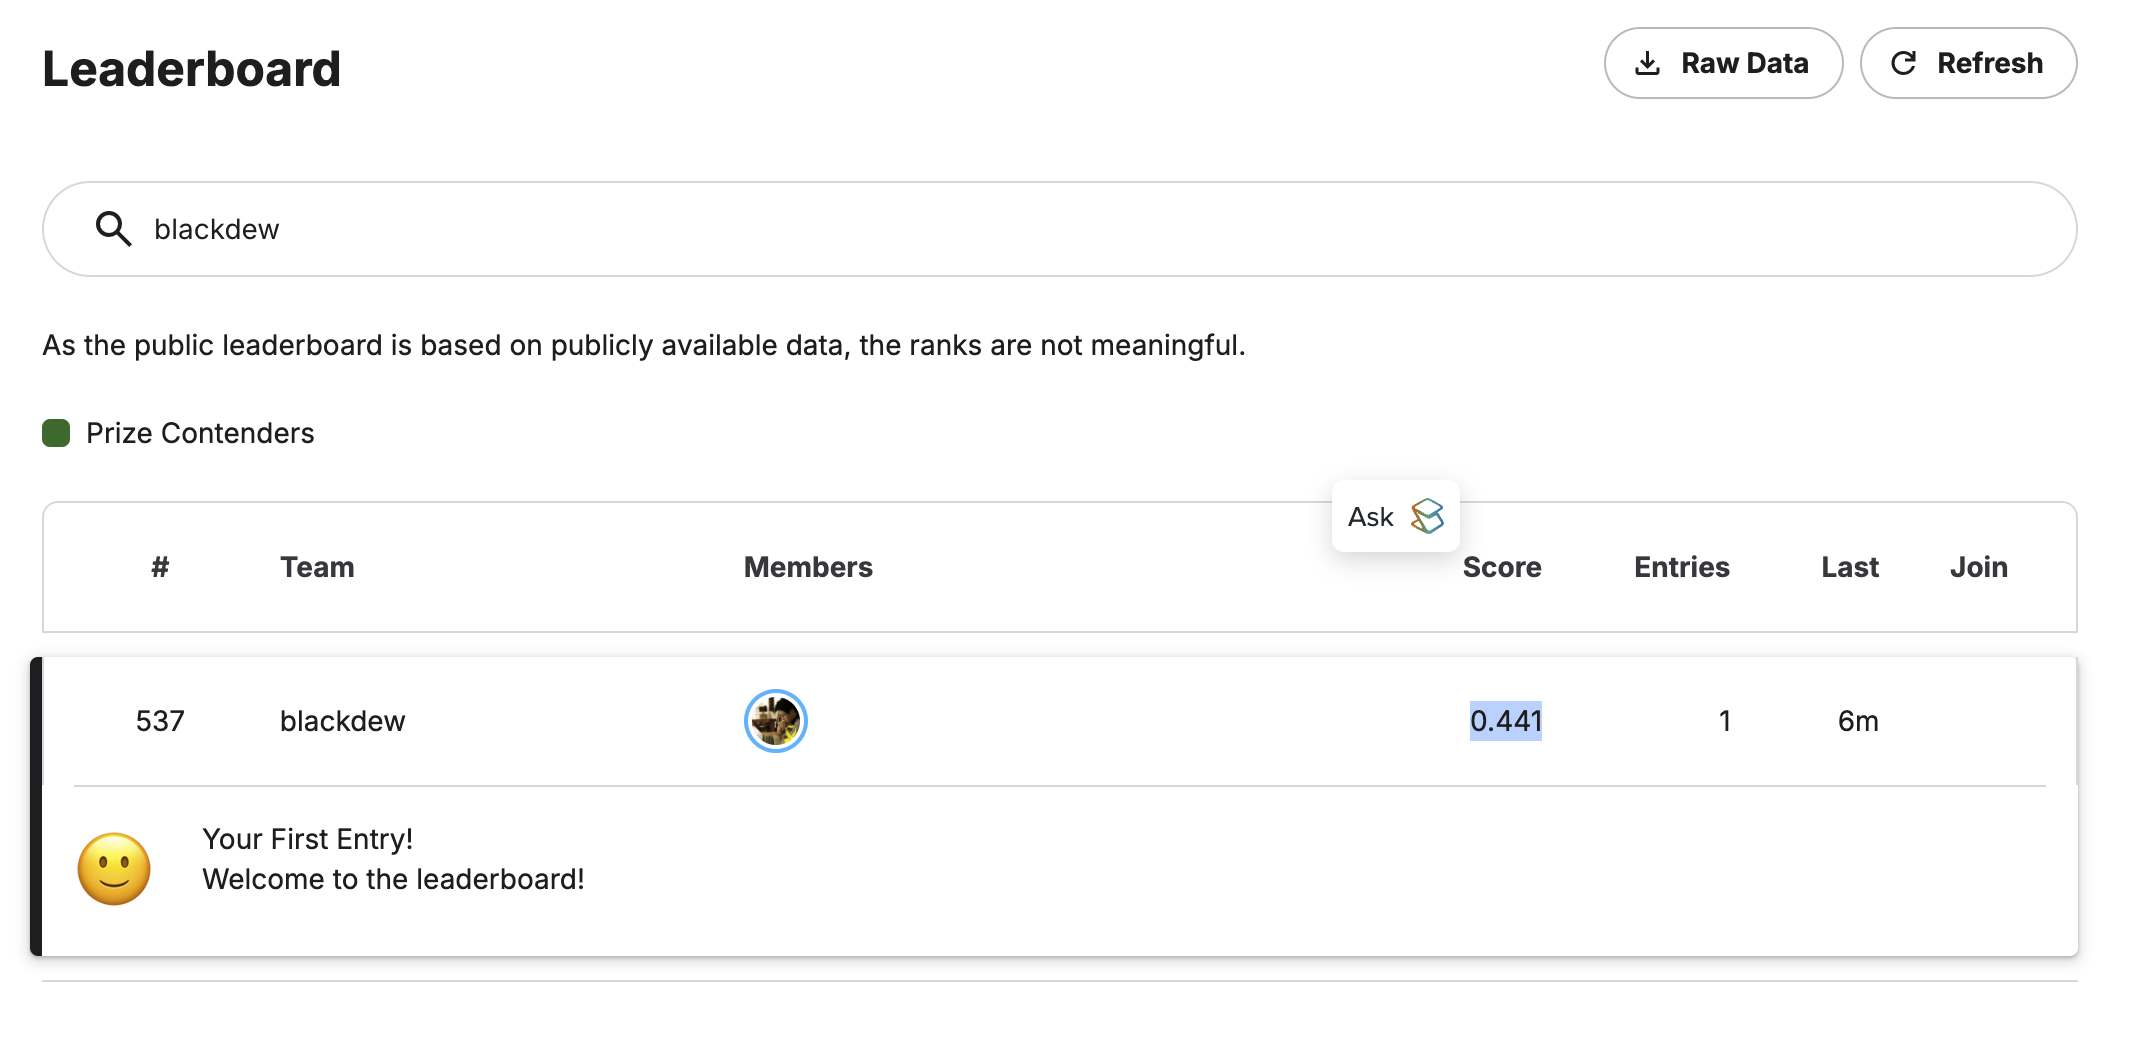 Leaderboard
Raw Data
Refresh
blackdew
As the public leaderboard is based on publicly available data, the ranks are not meaningful.
Prize Contenders
Ask
# Team Members Score Entries Last Join
537 blackdew 0.441 1 6m
Your First Entry!
Welcome to the leaderboard!